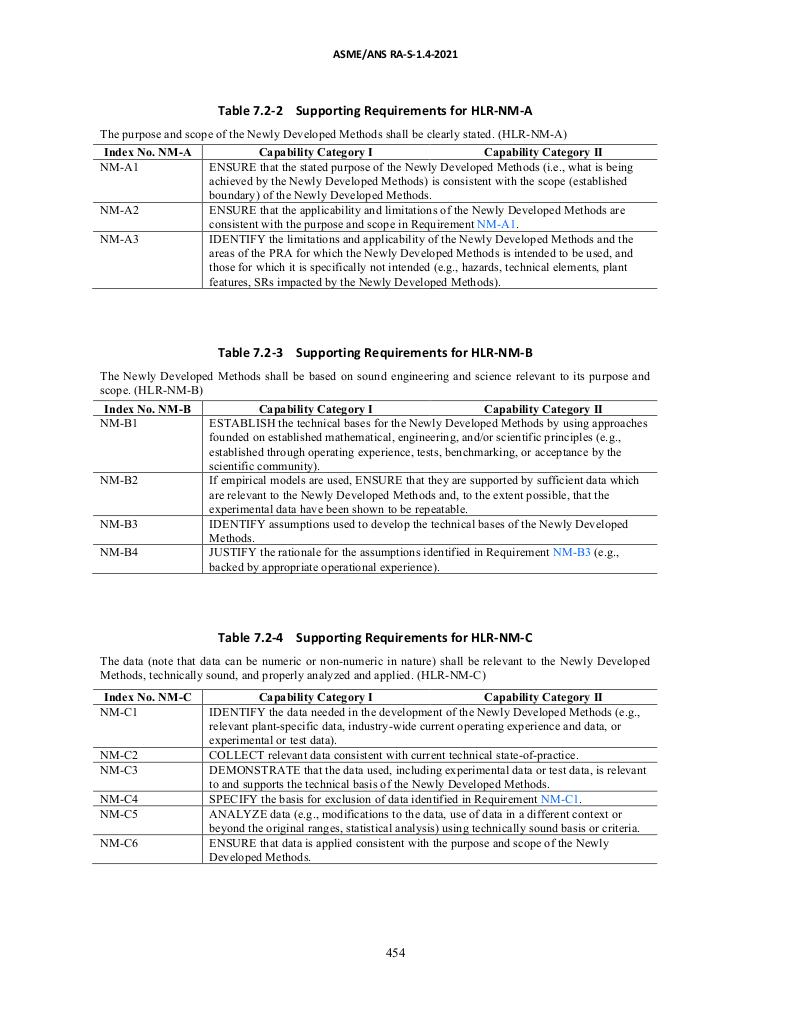 ASME/ANS RA-S-1.4-2021
Table 7.2-2 Supporting Requirements for HLR-NM-A
The purpose and scope of the Newly Developed Methods shall be clearly stated. (HLR-NM-A)
Index No. NM-A Capability Category I Capability Category II
NM-A1 ENSURE that the stated purpose of the Newly Developed Methods (i.e., what is being
achieved by the Newly Developed Methods) is consistent with the scope (established
boundary) of the Newly Developed Methods.
NM-A2 ENSURE that the applicability and limitations of the Newly Developed Methods are
consistent with the purpose and scope in Requirement NM-A1.
NM-A3 IDENTIFY the limitations and applicability of the Newly Developed Methods and the
areas of the PRA for which the Newly Developed Methods is intended to be used, and
those for which it is specifically not intended (e.g., hazards, technical elements, plant
features, SRs impacted by the Newly Developed Methods).
Table 7.2-3 Supporting Requirements for HLR-NM-B
The Newly Developed Methods shall be based on sound engineering and science relevant to its purpose and
scope. (HLR-NM-B)
Index No. NM-B Capability Category I Capability Category II
NM-B1 ESTABLISH the technical bases for the Newly Developed Methods by using approaches
founded on established mathematical, engineering, and/or scientific principles (e.g.,
established through operating experience, tests, benchmarking, or acceptance by the
scientific community).
NM-B2 If empirical models are used, ENSURE that they are supported by sufficient data which
are relevant to the Newly Developed Methods and, to the extent possible, that the
experimental data have been shown to be repeatable.
NM-B3 IDENTIFY assumptions used to develop the technical bases of the Newly Developed
Methods.
NM-B4 JUSTIFY the rationale for the assumptions identified in Requirement NM-B3 (e.g.,
backed by appropriate operational experience).
Table 7.2-4 Supporting Requirements for HLR-NM-C
The data (note that data can be numeric or non-numeric in nature) shall be relevant to the Newly Developed
Methods, technically sound, and properly analyzed and applied. (HLR-NM-C)
Index No. NM-C Capability Category I Capability Category II
NM-C1 IDENTIFY the data needed in the development of the Newly Developed Methods (e.g.,
relevant plant-specific data, industry-wide current operating experience and data, or
experimental or test data).
NM-C2 COLLECT relevant data consistent with current technical state-of-practice.
NM-C3 DEMONSTRATE that the data used, including experimental data or test data, is relevant
to and supports the technical basis of the Newly Developed Methods.
NM-C4 SPECIFY the basis for exclusion of data identified in Requirement NM-C1.
NM-C5 ANALYZE data (e.g., modifications to the data, use of data in a different context or
beyond the original ranges, statistical analysis) using technically sound basis or criteria.
NM-C6 ENSURE that data is applied consistent with the purpose and scope of the Newly
Developed Methods.
454